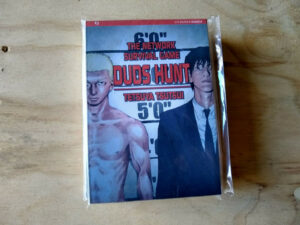 6'0"
THE NETWORK
SURVIVAL GAME
DUDS HUNT
TETSUYA TSUTSUI
5'0"